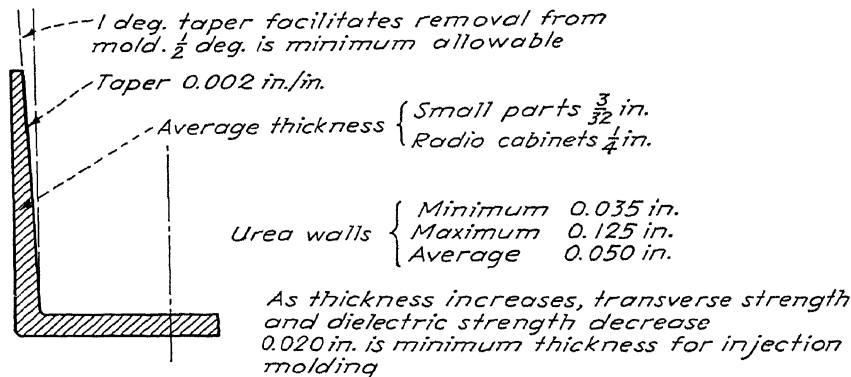 1 deg. taper facilitates removal from
mold. ½ deg. is minimum allowable
Taper 0.002 in./in.
Average thickness { Small parts 3/32 in.
Radio cabinets ¼ in.
Urea walls { Minimum 0.035 in.
Maximum 0.125 in.
Average 0.050 in.
As thickness increases, transverse strength
and dielectric strength decrease
0.020 in. is minimum thickness for injection
molding